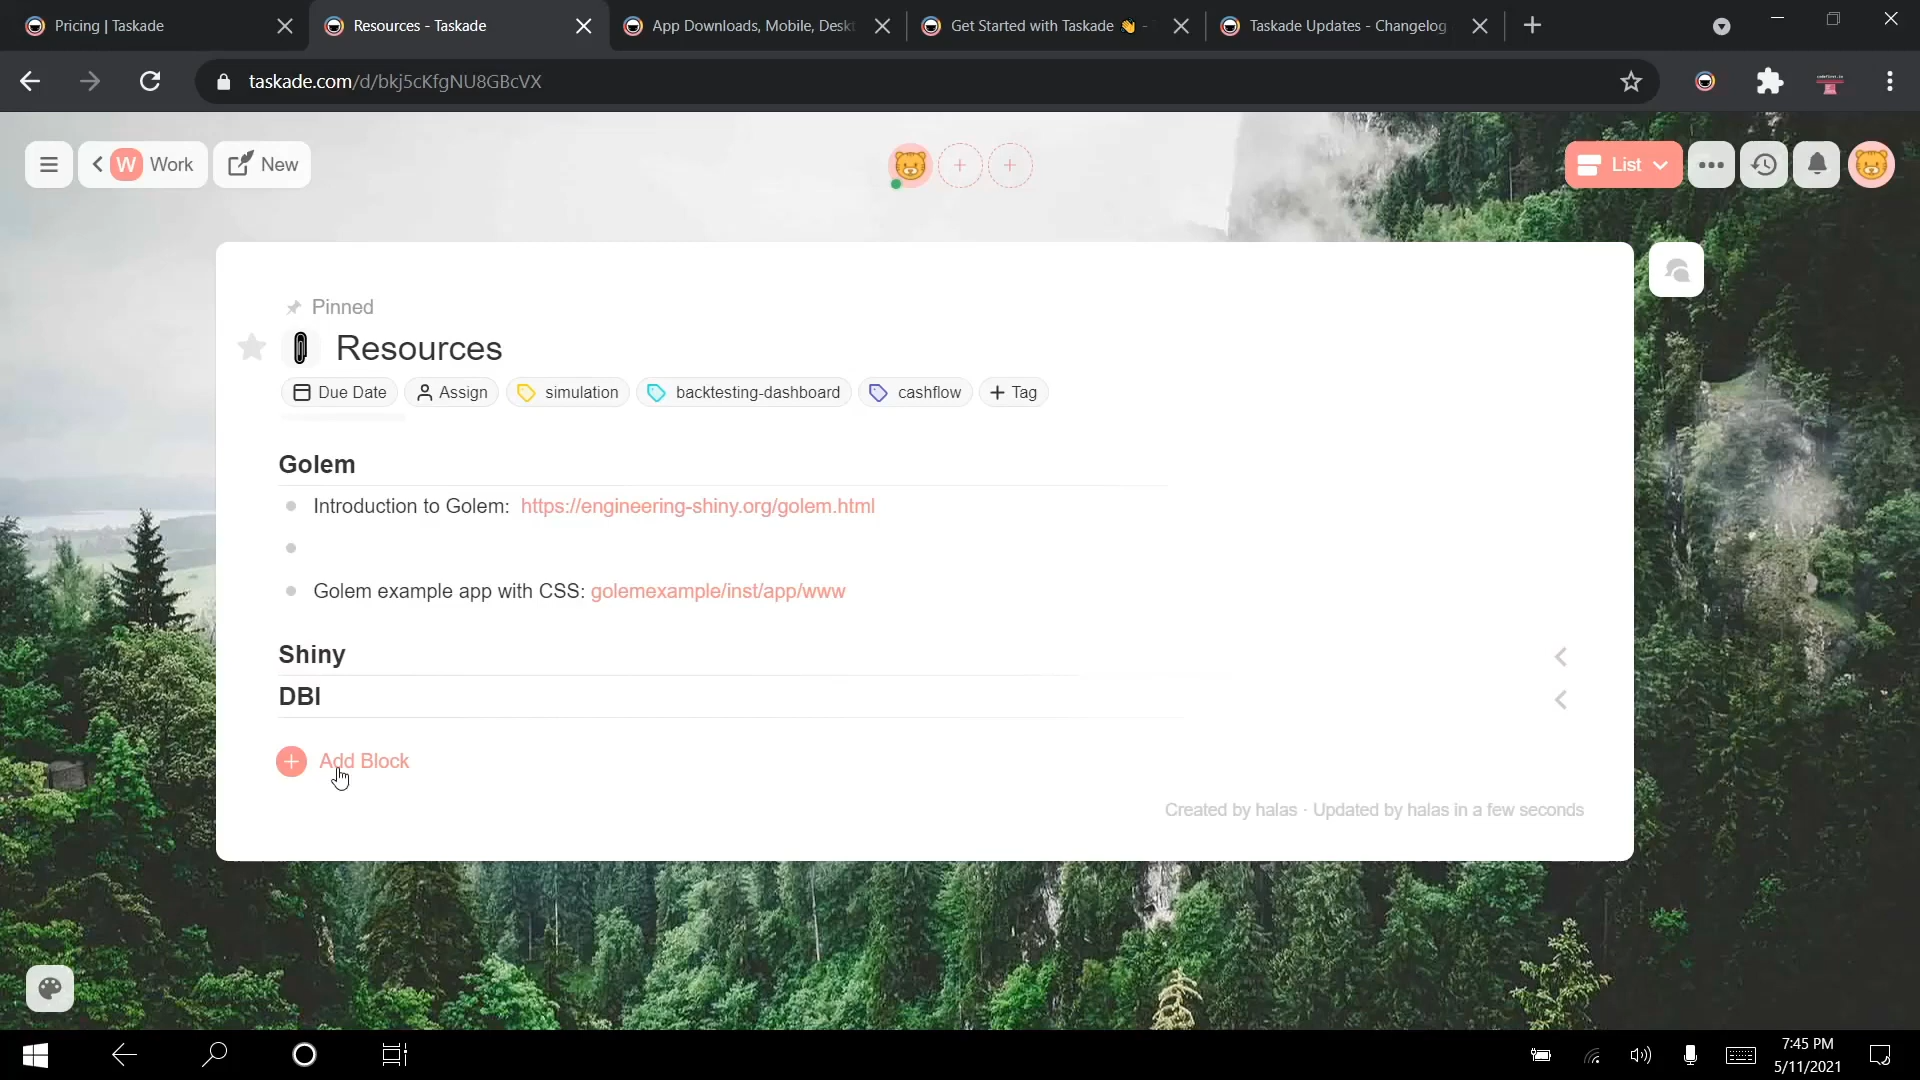 Pricing | Taskade
Resources - Taskade
App Downloads, Mobile, Deskt
Get Started with Taskade 👋 -
Taskade Updates - Changelog
taskade.com/d/bkj5cKfgNU8GBcVX
W Work
New
List
Pinned
Resources
Due Date
Assign
simulation
backtesting-dashboard
cashflow
+ Tag
Golem
Introduction to Golem: https://engineering-shiny.org/golem.html
Golem example app with CSS: golemexample/inst/app/www
Shiny
DBI
Add Block
Created by halas · Updated by halas in a few seconds
7:45 PM
5/11/2021